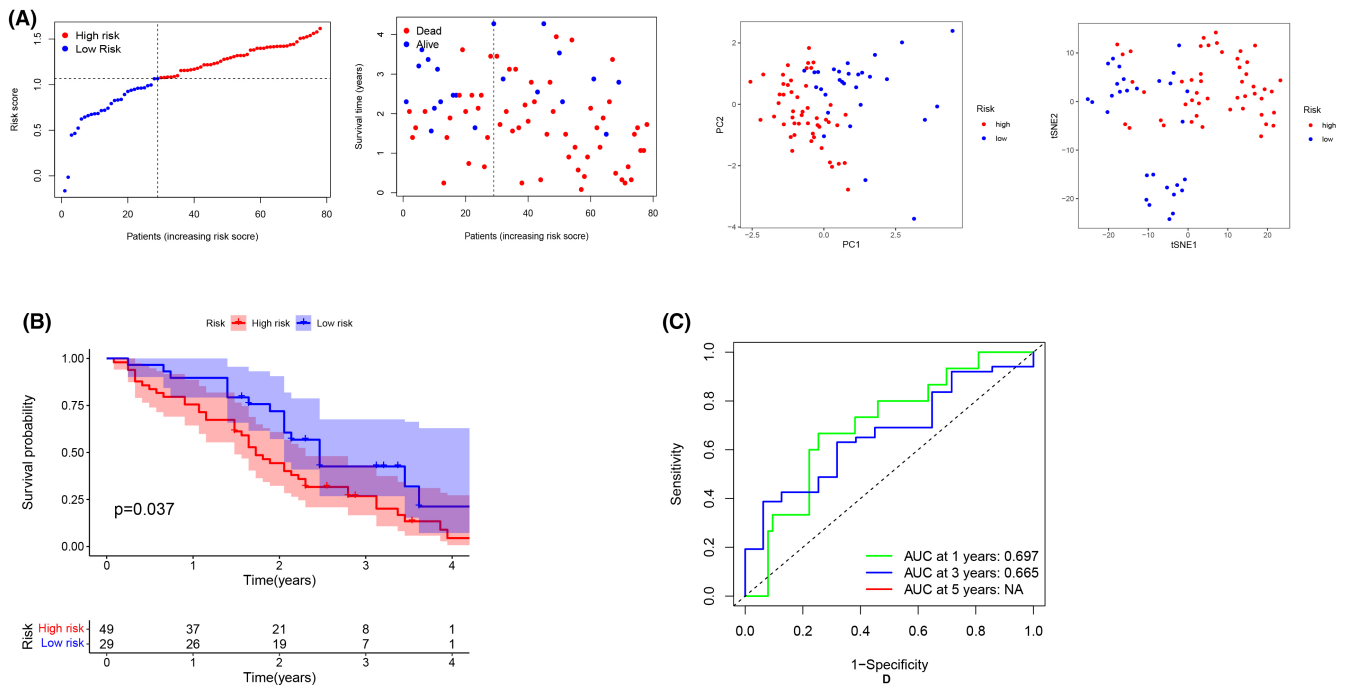 (A)
High risk
Low Risk
Risk score
0.0 0.5 1.0 1.5
0 20 40 60 80
Patients (increasing risk socre)
Dead
Alive
Survival time (years)
0 1 2 3 4
0 20 40 60 80
Patients (increasing risk socre)
PC2
2
0
−2
−4
−2.5 0.0 2.5
PC1
Risk
high
low
tSNE2
10
0
−10
−20
−20 −10 0 10 20
tSNE1
Risk
high
low
(B)
Risk High risk Low risk
Survival probability
1.00
0.75
0.50
0.25
0.00
p=0.037
0 1 2 3 4
Time(years)
Risk
High risk 49 37 21 8 1
Low risk 29 26 19 7 1
0 1 2 3 4
Time(years)
(C)
Sensitivity
0.0 0.2 0.4 0.6 0.8 1.0
AUC at 1 years: 0.697
AUC at 3 years: 0.665
AUC at 5 years: NA
0.0 0.2 0.4 0.6 0.8 1.0
1−Specificity
D